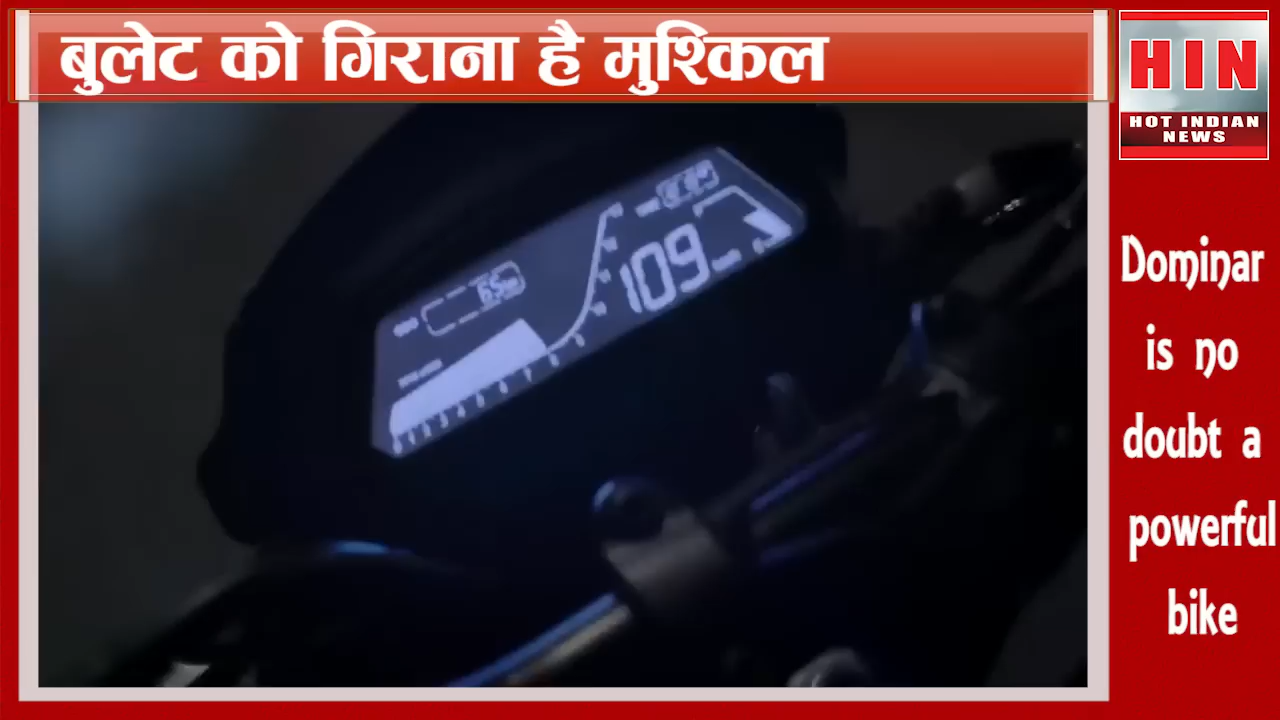 बुलेट को गिराना है मुश्किल
HIN
HOT INDIAN
NEWS
109
Dominar
is no
doubt a
powerful
bike